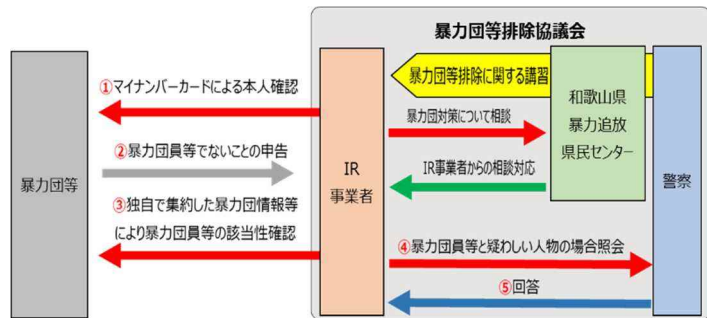 暴力団等排除協議会
暴力団等排除に関する講習
①マイナンバーカードによる本人確認
暴力団対策について相談
和歌山県
暴力追放
県民センター
②暴力団員等でないことの申告
IR事業者からの相談対応
暴力団等
IR
事業者
警察
③独自で集約した暴力団情報等
により暴力団員等の該当性確認
④暴力団員等と疑わしい人物の場合照会
⑤回答